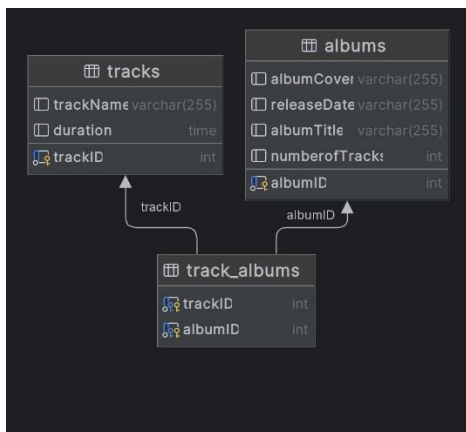 tracks
trackName varchar(255)
duration time
trackID int
albums
albumCover varchar(255)
releaseDate varchar(255)
albumTitle varchar(255)
numberofTracks int
albumID int
trackID
albumID
track_albums
trackID int
albumID int